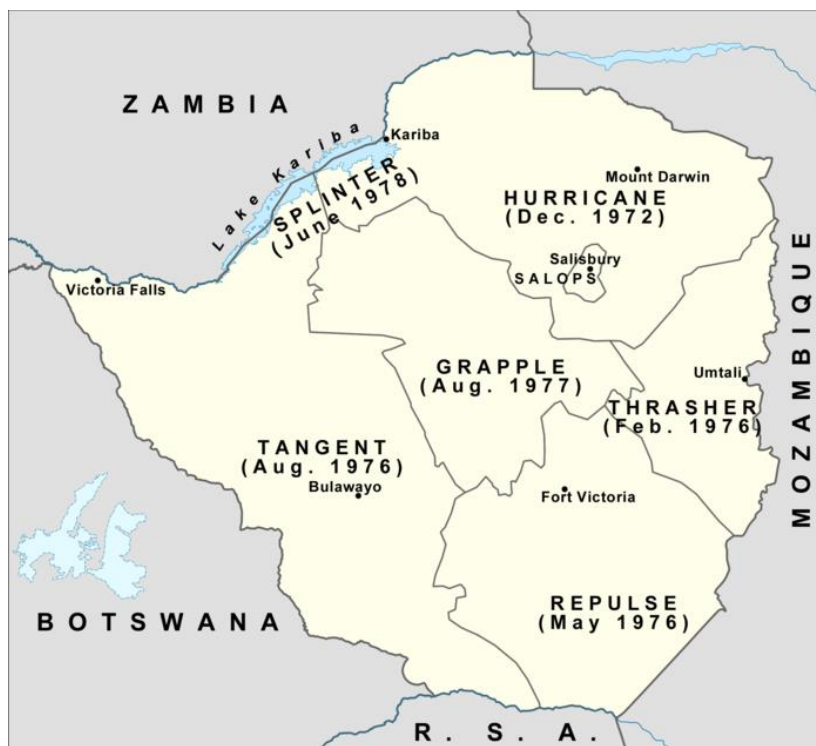 ZAMBIA
Lake Kariba
Kariba
SPLINTER
(June 1978)
Mount Darwin
HURRICANE
(Dec. 1972)
Salisbury
SALOPS
Victoria Falls
MOZAMBIQUE
GRAPPLE
(Aug. 1977)
Umtali
THRASHER
(Feb. 1976)
TANGENT
(Aug. 1976)
Bulawayo
Fort Victoria
REPULSE
(May 1976)
BOTSWANA
R. S. A.